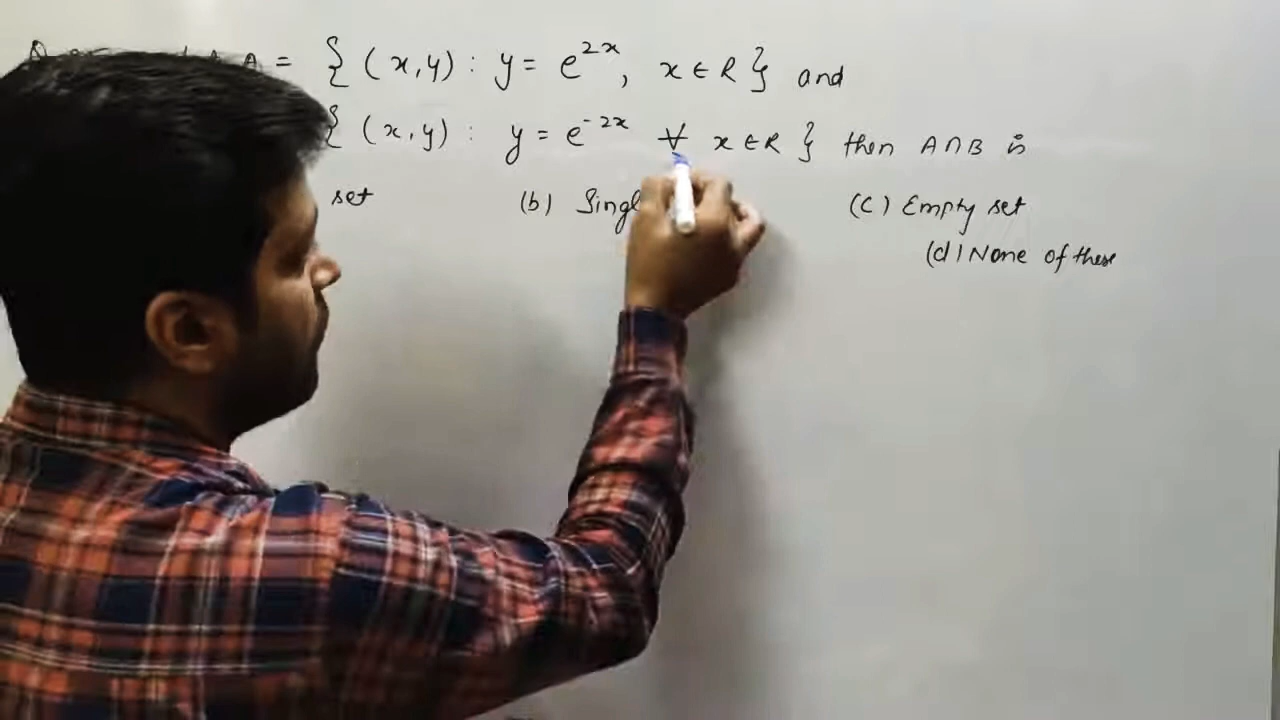 A = { (x,y) : y = e^{2x}, x ∈ R } and
{ (x,y) : y = e^{-2x} ∀ x ∈ R } then A∩B is
set (b) Singl (c) Empty set
(d) None of these